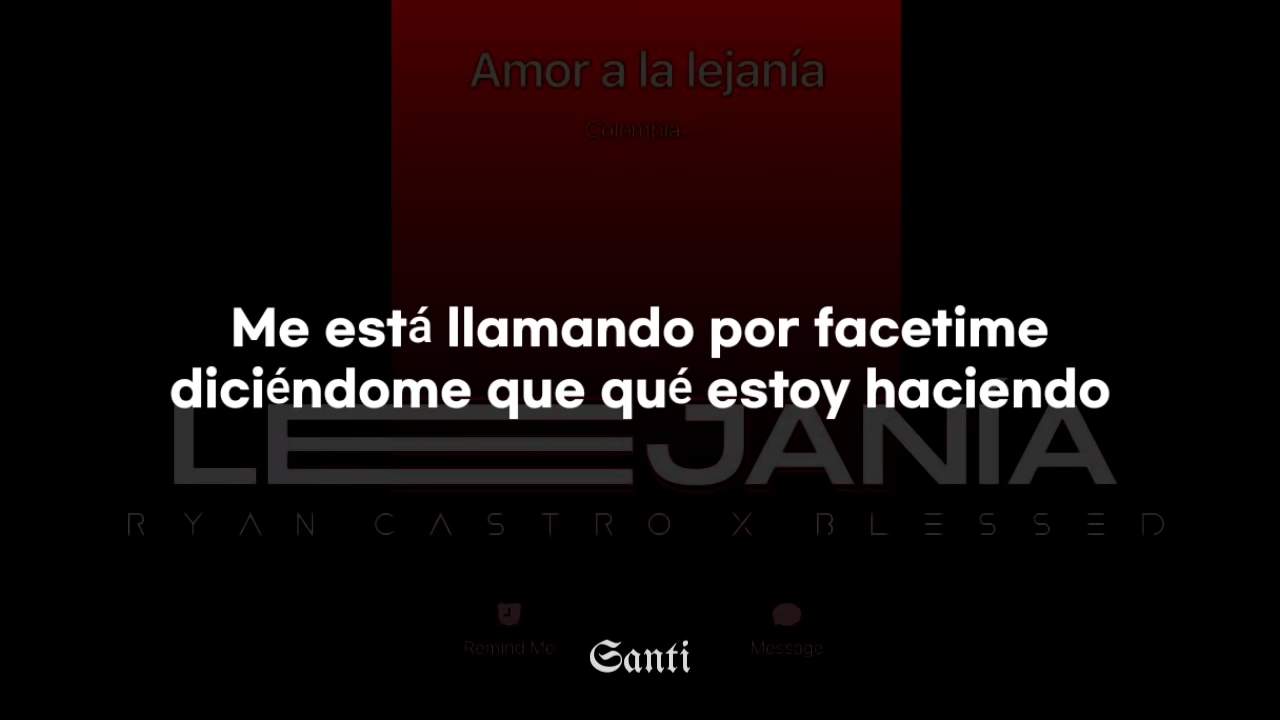 Amor a la lejanía
Colombia...
Me está llamando por facetime
diciéndome que qué estoy haciendo
LEJANÍA
RYAN CASTRO X BLESSED
Remind Me
Message
Santi